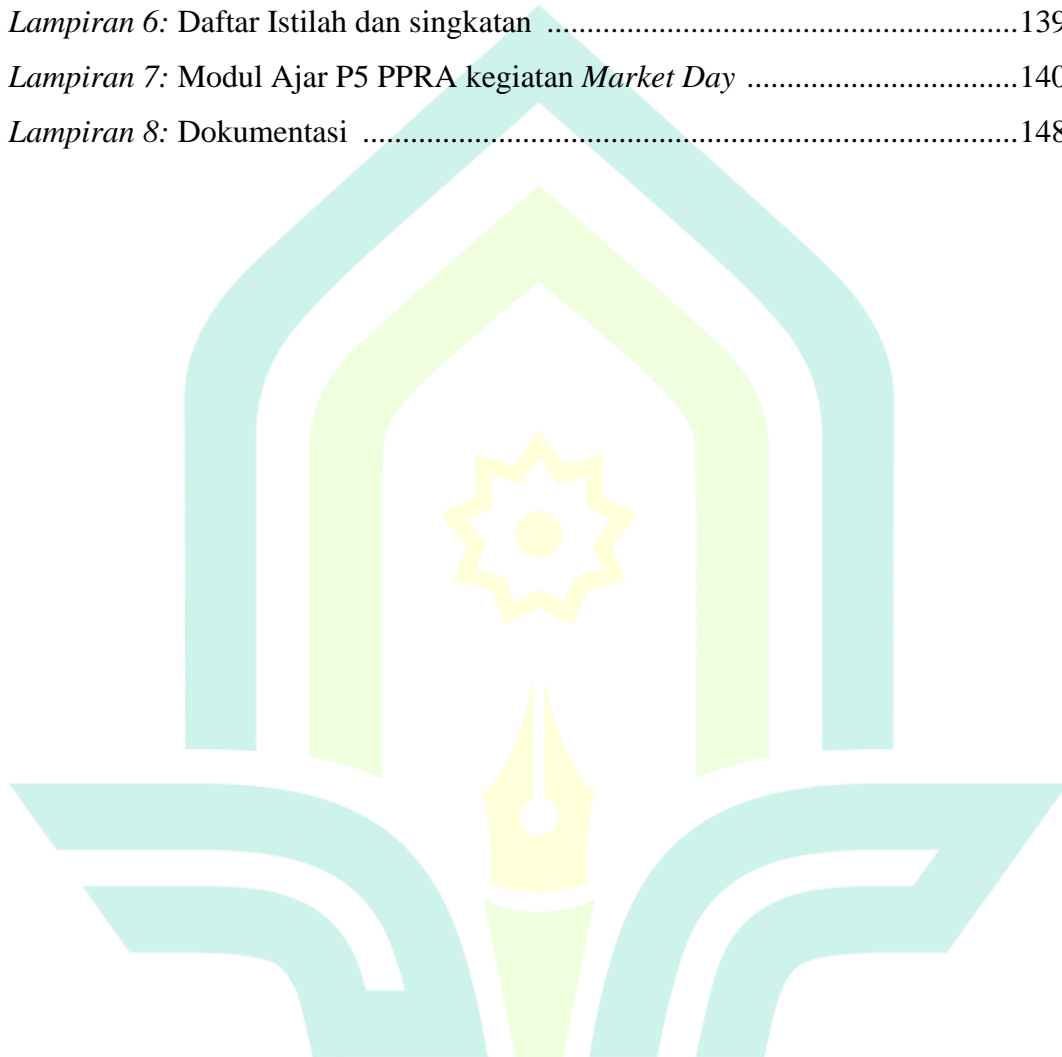 Lampiran 6: Daftar Istilah dan singkatan ..........................................................139
Lampiran 7: Modul Ajar P5 PPRA kegiatan Market Day .................................140
Lampiran 8: Dokumentasi .................................................................................148